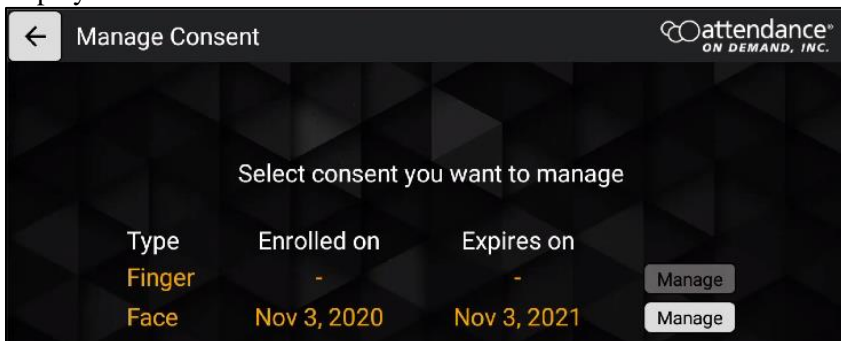 Manage Consent
attendance®
ON DEMAND, INC.
Select consent you want to manage
Type Enrolled on Expires on
Finger - - Manage
Face Nov 3, 2020 Nov 3, 2021 Manage